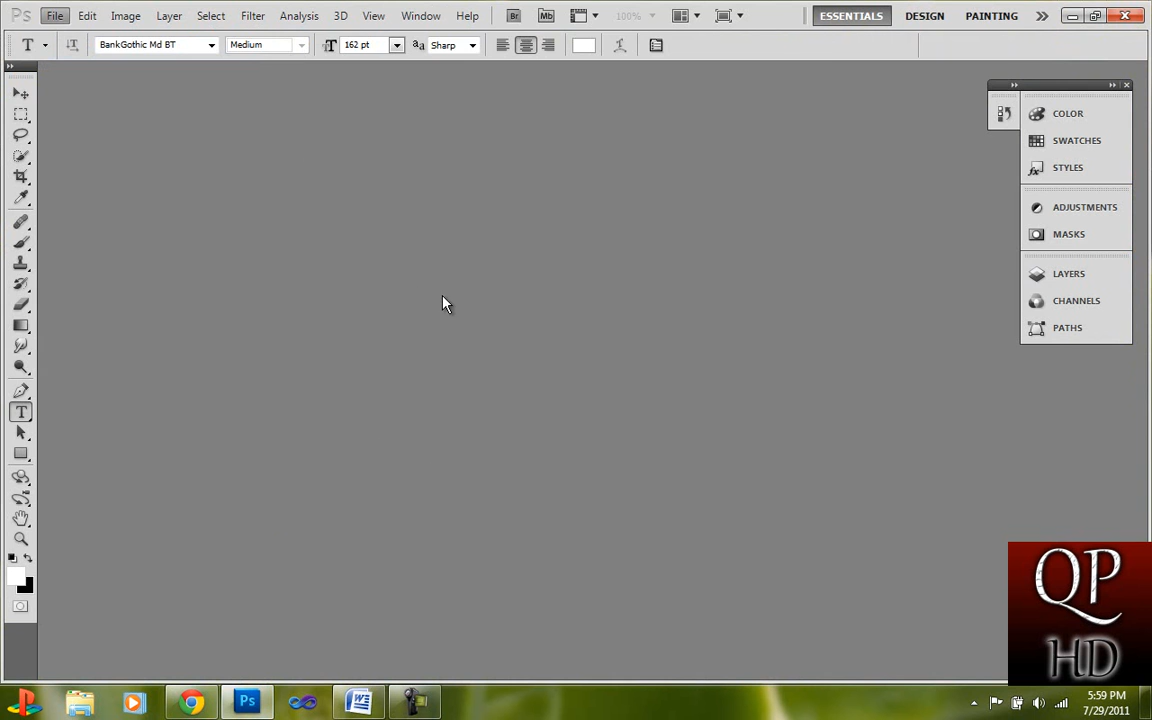 Ps File Edit Image Layer Select Filter Analysis 3D View Window Help Br Mb 100% ESSENTIALS DESIGN PAINTING
T BankGothic Md BT Medium 162 pt Sharp
COLOR
SWATCHES
STYLES
ADJUSTMENTS
MASKS
LAYERS
CHANNELS
PATHS
QP
HD
Ps
5:59 PM
7/29/2011